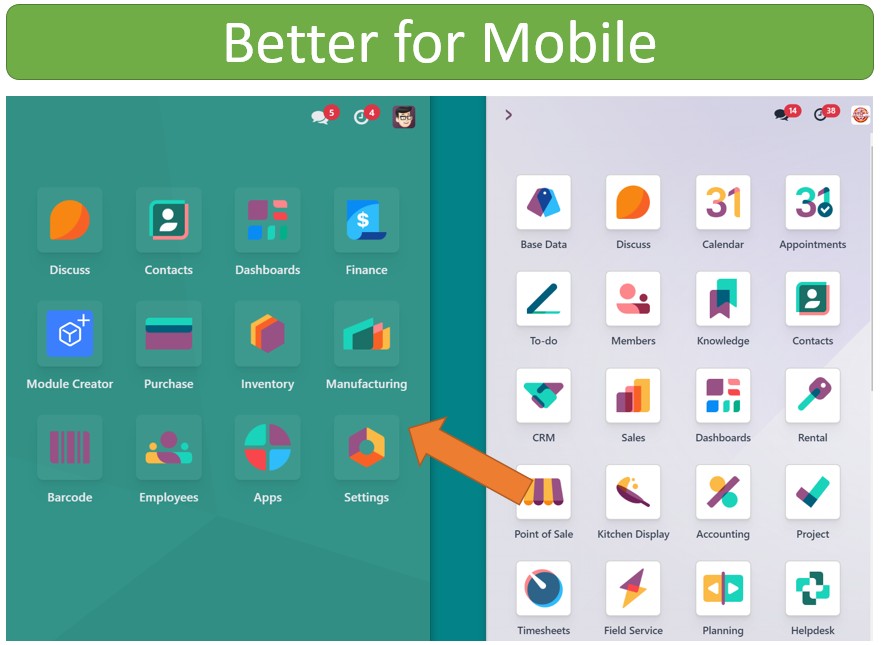 Better for Mobile
5 4
Discuss Contacts Dashboards Finance
$
Module Creator Purchase Inventory Manufacturing
Barcode Employees Apps Settings
14 38
31 31
Base Data Discuss Calendar Appointments
To-do Members Knowledge Contacts
CRM Sales Dashboards Rental
Point of Sale Kitchen Display Accounting Project
Timesheets Field Service Planning Helpdesk